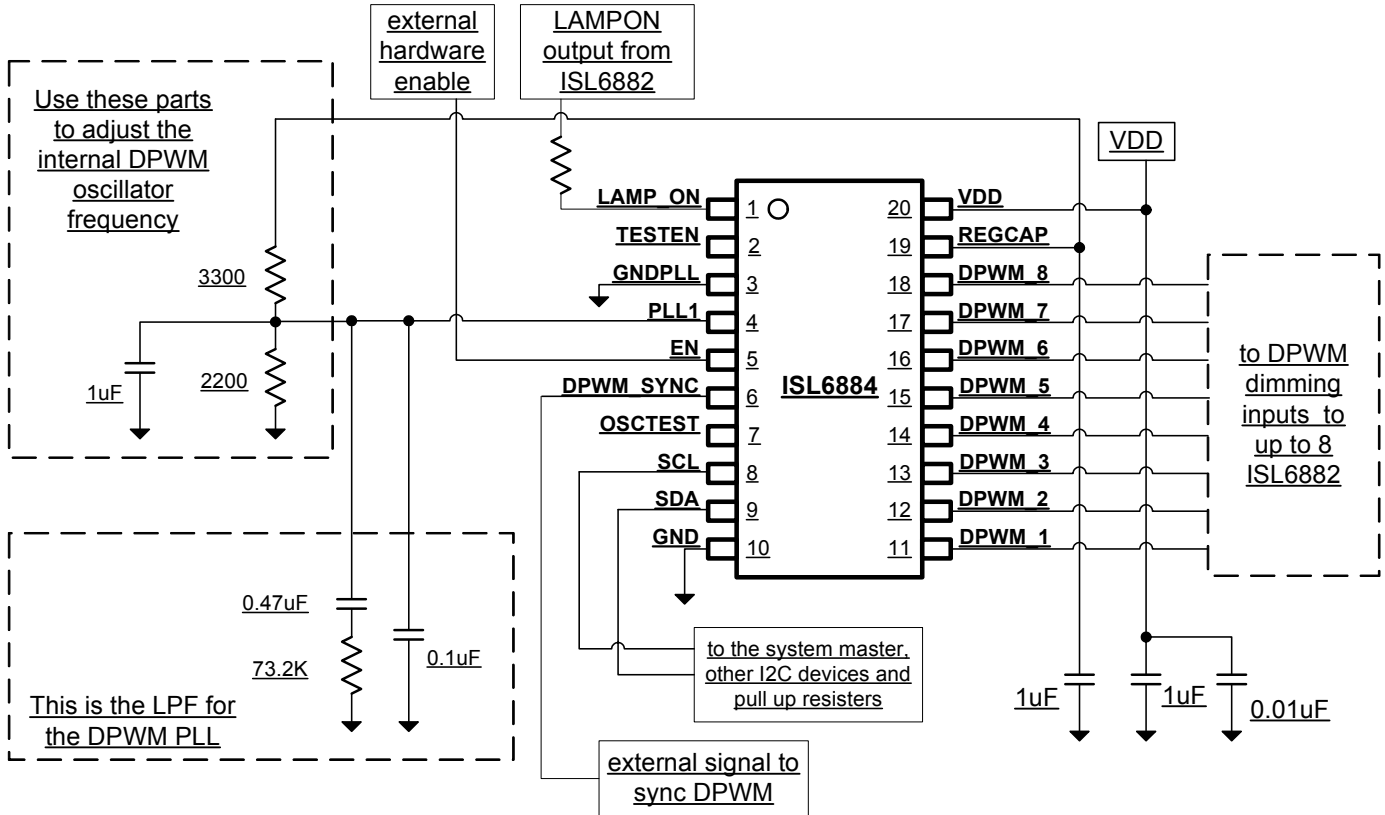 external
hardware
enable
LAMPON
output from
ISL6882
Use these parts
to adjust the
internal DPWM
oscillator
frequency
VDD
3300
1uF
2200
LAMP_ON
TESTEN
GNDPLL
PLL1
EN
DPWM_SYNC
OSCTEST
SCL
SDA
GND
1
2
3
4
5
6
7
8
9
10
ISL6884
20
19
18
17
16
15
14
13
12
11
VDD
REGCAP
DPWM_8
DPWM_7
DPWM_6
DPWM_5
DPWM_4
DPWM_3
DPWM_2
DPWM_1
to DPWM
dimming
inputs to
up to 8
ISL6882
0.47uF
73.2K
0.1uF
This is the LPF for
the DPWM PLL
to the system master,
other I2C devices and
pull up resisters
1uF
1uF
0.01uF
external signal to
sync DPWM